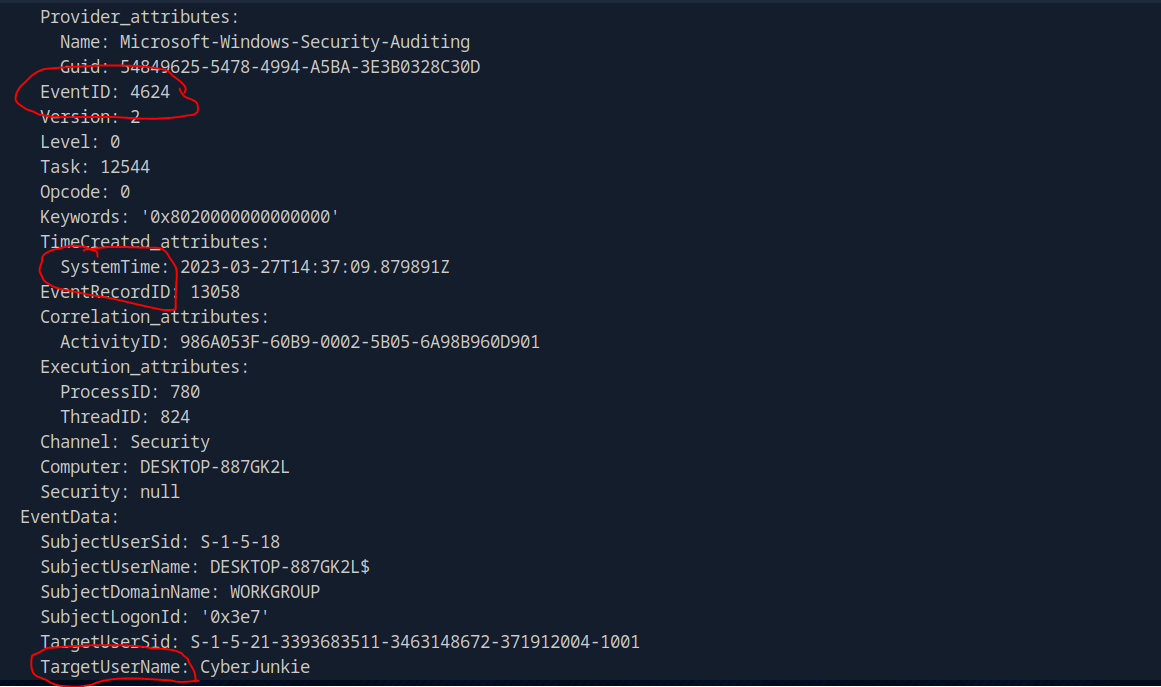 Provider_attributes:
Name: Microsoft-Windows-Security-Auditing
Guid: 54849625-5478-4994-A5BA-3E3B0328C30D
EventID: 4624
Version: 2
Level: 0
Task: 12544
Opcode: 0
Keywords: '0x8020000000000000'
TimeCreated_attributes:
SystemTime: 2023-03-27T14:37:09.879891Z
EventRecordID: 13058
Correlation_attributes:
ActivityID: 986A053F-60B9-0002-5B05-6A98B960D901
Execution_attributes:
ProcessID: 780
ThreadID: 824
Channel: Security
Computer: DESKTOP-887GK2L
Security: null
EventData:
SubjectUserSid: S-1-5-18
SubjectUserName: DESKTOP-887GK2L$
SubjectDomainName: WORKGROUP
SubjectLogonId: '0x3e7'
TargetUserSid: S-1-5-21-3393683511-3463148672-371912004-1001
TargetUserName: CyberJunkie